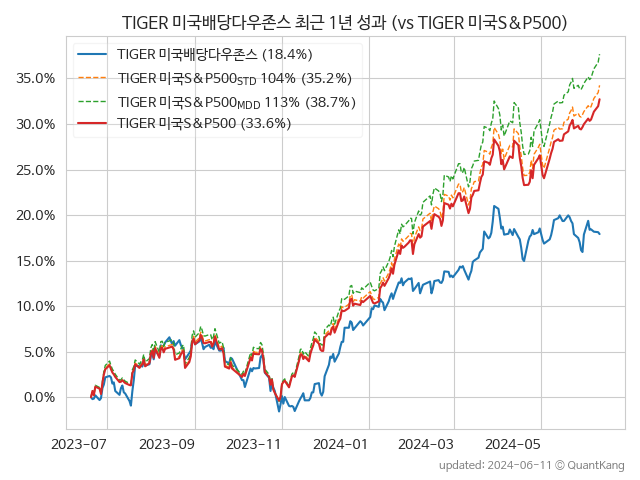 TIGER 미국배당다우존스 최근 1년 성과 (vs TIGER 미국S&P500)
TIGER 미국배당다우존스 (18.4%)
TIGER 미국S&P500STD 104% (35.2%)
TIGER 미국S&P500MDD 113% (38.7%)
TIGER 미국S&P500 (33.6%)
35.0%
30.0%
25.0%
20.0%
15.0%
10.0%
5.0%
0.0%
2023-07 2023-09 2023-11 2024-01 2024-03 2024-05
updated: 2024-06-11 © QuantKang